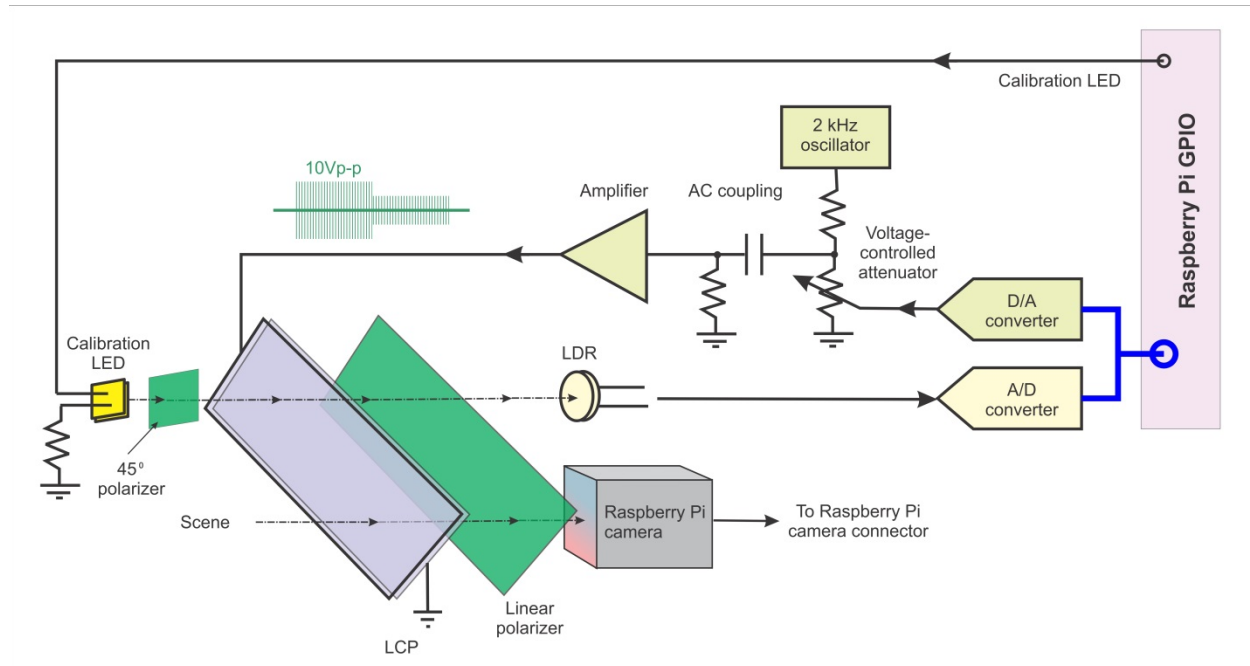 Calibration LED
Raspberry Pi GPIO
2 kHz
oscillator
10Vp-p
Amplifier
AC coupling
Voltage-
controlled
attenuator
D/A
converter
Calibration
LED
LDR
A/D
converter
45°
polarizer
Scene
Raspberry Pi
camera
To Raspberry Pi
camera connector
Linear
polarizer
LCP